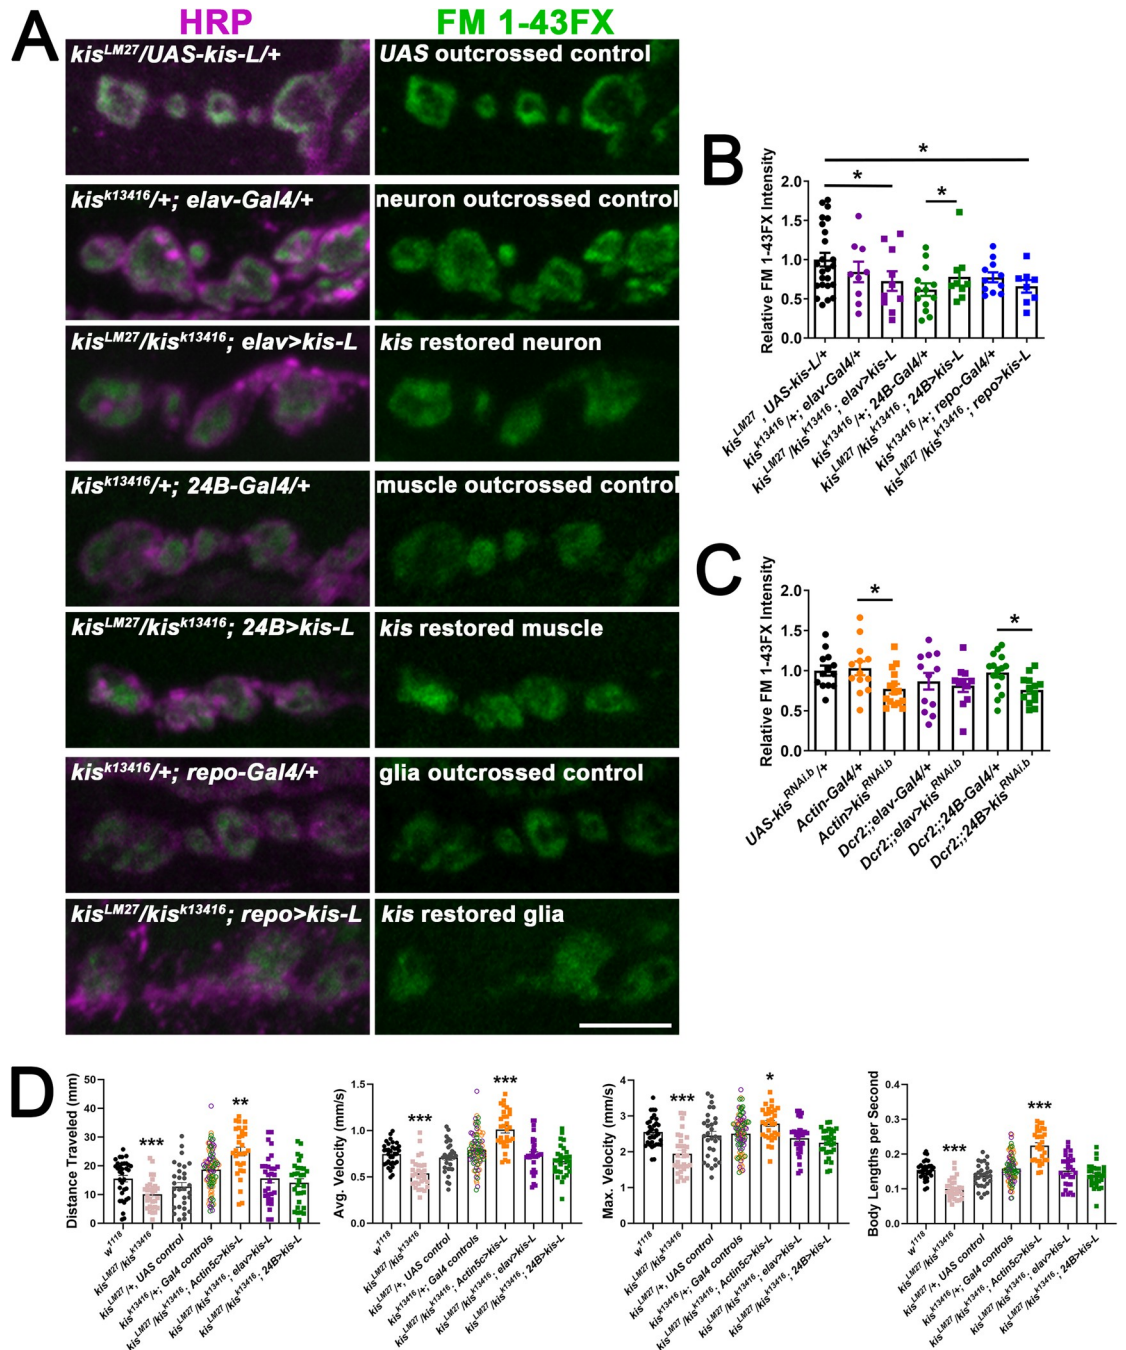 A
HRP
FM 1-43FX
kisLM27/UAS-kis-L/+
UAS outcrossed control
kisk13416/+; elav-Gal4/+
neuron outcrossed control
kisLM27/kisk13416; elav>kis-L
kis restored neuron
kisk13416/+; 24B-Gal4/+
muscle outcrossed control
kisLM27/kisk13416; 24B>kis-L
kis restored muscle
kisk13416/+; repo-Gal4/+
glia outcrossed control
kisLM27/kisk13416; repo>kis-L
kis restored glia
B
Relative FM 1-43FX Intensity
2.0
1.5
1.0
0.5
0.0
*
*
*
kisLM27, UAS-kis-L/+
kisk13416/+; elav-Gal4/+
kisLM27/kisk13416; elav>kis-L
kisk13416/+; 24B-Gal4/+
kisLM27/kisk13416; 24B>kis-L
kisk13416/+; repo-Gal4/+
kisLM27/kisk13416; repo>kis-L
C
Relative FM 1-43FX Intensity
2.0
1.5
1.0
0.5
0.0
*
*
UAS-kisRNAi.b/+
Actin-Gal4/+
Actin>kisRNAi.b
Dcr2;;elav-Gal4/+
Dcr2;;elav>kisRNAi.b
Dcr2;;24B-Gal4/+
Dcr2;;24B>kisRNAi.b
D
Distance Traveled (mm)
50
40
30
20
10
0
***
**
w1118
kisLM27/kisk13416
kisLM27/+, UAS control
kisk13416/+; Gal4 controls
kisLM27/kisk13416; Actin5c>kis-L
kisLM27/kisk13416; elav>kis-L
kisLM27/kisk13416; 24B>kis-L
Avg. Velocity (mm/s)
1.5
1.0
0.5
0.0
***
***
w1118
kisLM27/kisk13416
kisLM27/+, UAS control
kisk13416/+; Gal4 controls
kisLM27/kisk13416; Actin5c>kis-L
kisLM27/kisk13416; elav>kis-L
kisLM27/kisk13416; 24B>kis-L
Max. Velocity (mm/s)
4
3
2
1
0
***
*
w1118
kisLM27/kisk13416
kisLM27/+, UAS control
kisk13416/+; Gal4 controls
kisLM27/kisk13416; Actin5c>kis-L
kisLM27/kisk13416; elav>kis-L
kisLM27/kisk13416; 24B>kis-L
Body Lengths per Second
0.4
0.3
0.2
0.1
0.0
***
***
w1118
kisLM27/kisk13416
kisLM27/+, UAS control
kisk13416/+; Gal4 controls
kisLM27/kisk13416; Actin5c>kis-L
kisLM27/kisk13416; elav>kis-L
kisLM27/kisk13416; 24B>kis-L